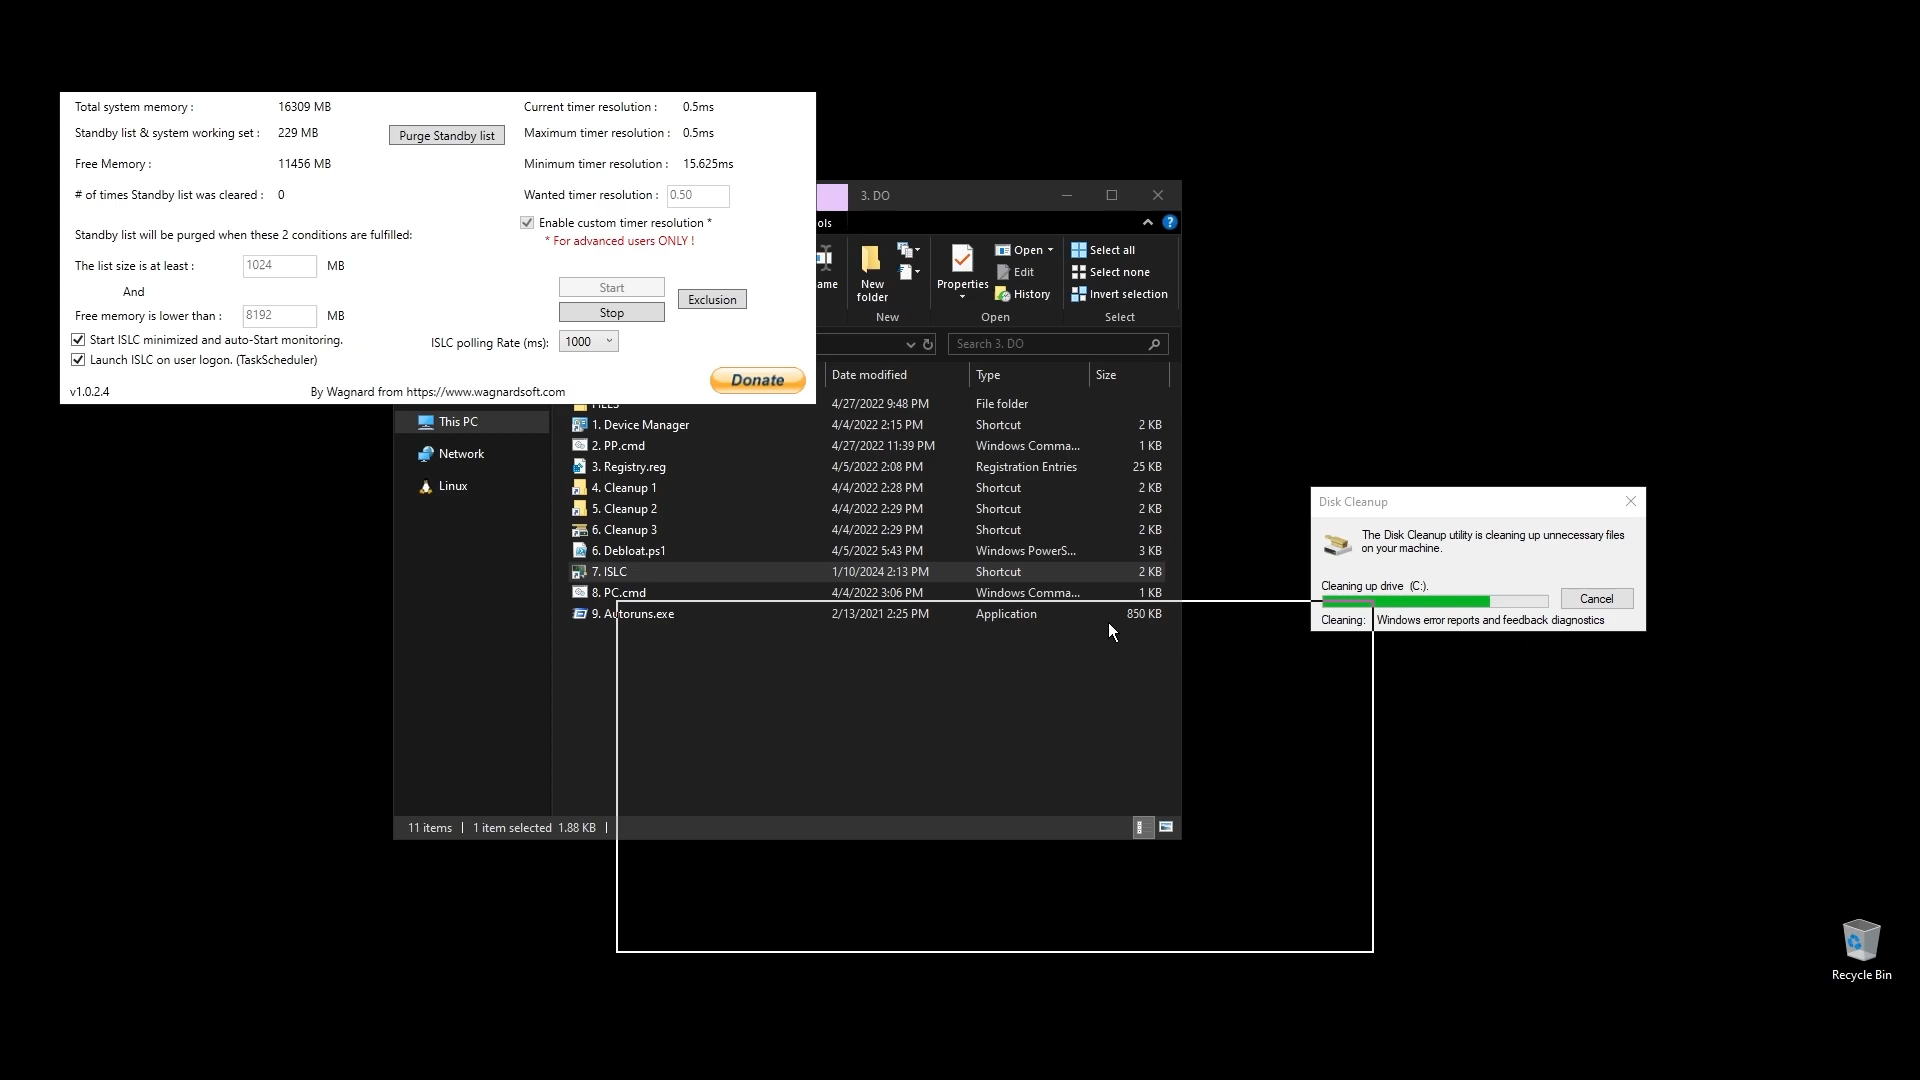 Total system memory : 16309 MB
Standby list & system working set : 229 MB
Purge Standby list
Free Memory : 11456 MB
# of times Standby list was cleared : 0
Standby list will be purged when these 2 conditions are fulfilled:
The list size is at least : 1024 MB
And
Free memory is lower than : 8192 MB
Start ISLC minimized and auto-Start monitoring.
Launch ISLC on user logon. (TaskScheduler)
v1.0.2.4
By Wagnard from https://www.wagnardsoft.com
Current timer resolution : 0.5ms
Maximum timer resolution : 0.5ms
Minimum timer resolution : 15.625ms
Wanted timer resolution : 0.50
Enable custom timer resolution *
* For advanced users ONLY !
Start
Stop
Exclusion
ISLC polling Rate (ms): 1000
Donate
3. DO
ols
ame
New
folder
New
Properties
Open
Edit
History
Open
Select all
Select none
Invert selection
Select
Search 3. DO
Date modified Type Size
This PC
Network
Linux
4/27/2022 9:48 PM File folder
1. Device Manager 4/4/2022 2:15 PM Shortcut 2 KB
2. PP.cmd 4/27/2022 11:39 PM Windows Comma... 1 KB
3. Registry.reg 4/5/2022 2:08 PM Registration Entries 25 KB
4. Cleanup 1 4/4/2022 2:28 PM Shortcut 2 KB
5. Cleanup 2 4/4/2022 2:29 PM Shortcut 2 KB
6. Cleanup 3 4/4/2022 2:29 PM Shortcut 2 KB
6. Debloat.ps1 4/5/2022 5:43 PM Windows PowerS... 3 KB
7. ISLC 1/10/2024 2:13 PM Shortcut 2 KB
8. PC.cmd 4/4/2022 3:06 PM Windows Comma... 1 KB
9. Autoruns.exe 2/13/2021 2:25 PM Application 850 KB
11 items | 1 item selected 1.88 KB |
Disk Cleanup
The Disk Cleanup utility is cleaning up unnecessary files
on your machine.
Cleaning up drive (C:).
Cancel
Cleaning: Windows error reports and feedback diagnostics
Recycle Bin